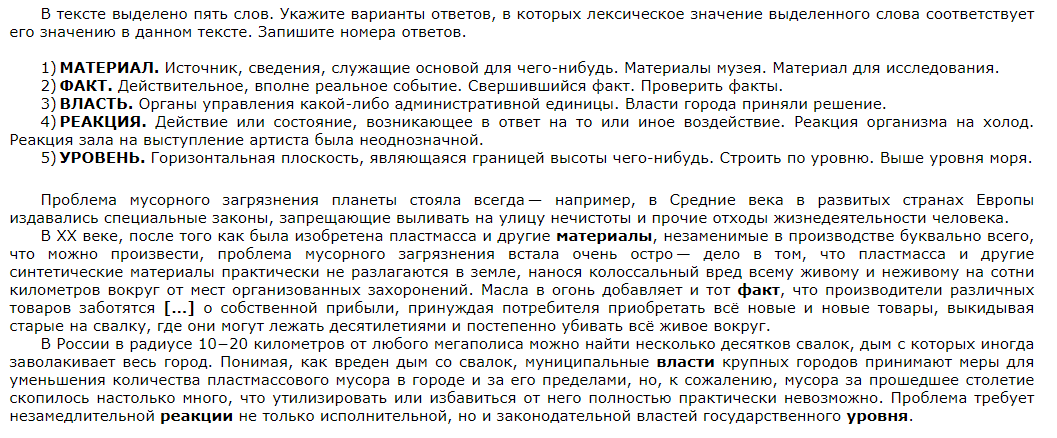 В тексте выделено пять слов. Укажите варианты ответов, в которых лексическое значение выделенного слова соответствует
его значению в данном тексте. Запишите номера ответов.
1) МАТЕРИАЛ. Источник, сведения, служащие основой для чего-нибудь. Материалы музея. Материал для исследования.
2) ФАКТ. Действительное, вполне реальное событие. Свершившийся факт. Проверить факты.
3) ВЛАСТЬ. Органы управления какой-либо административной единицы. Власти города приняли решение.
4) РЕАКЦИЯ. Действие или состояние, возникающее в ответ на то или иное воздействие. Реакция организма на холод.
Реакция зала на выступление артиста была неоднозначной.
5) УРОВЕНЬ. Горизонтальная плоскость, являющаяся границей высоты чего-нибудь. Строить по уровню. Выше уровня моря.
Проблема мусорного загрязнения планеты стояла всегда — например, в Средние века в развитых странах Европы
издавались специальные законы, запрещающие выливать на улицу нечистоты и прочие отходы жизнедеятельности человека.
В XX веке, после того как была изобретена пластмасса и другие материалы, незаменимые в производстве буквально всего,
что можно произвести, проблема мусорного загрязнения встала очень остро — дело в том, что пластмасса и другие
синтетические материалы практически не разлагаются в земле, нанося колоссальный вред всему живому и неживому на сотни
километров вокруг от мест организованных захоронений. Масла в огонь добавляет и тот факт, что производители различных
товаров заботятся [...] о собственной прибыли, принуждая потребителя приобретать всё новые и новые товары, выкидывая
старые на свалку, где они могут лежать десятилетиями и постепенно убивать всё живое вокруг.
В России в радиусе 10−20 километров от любого мегаполиса можно найти несколько десятков свалок, дым с которых иногда
заволакивает весь город. Понимая, как вреден дым со свалок, муниципальные власти крупных городов принимают меры для
уменьшения количества пластмассового мусора в городе и за его пределами, но, к сожалению, мусора за прошедшее столетие
скопилось настолько много, что утилизировать или избавиться от него полностью практически невозможно. Проблема требует
незамедлительной реакции не только исполнительной, но и законодательной властей государственного уровня.